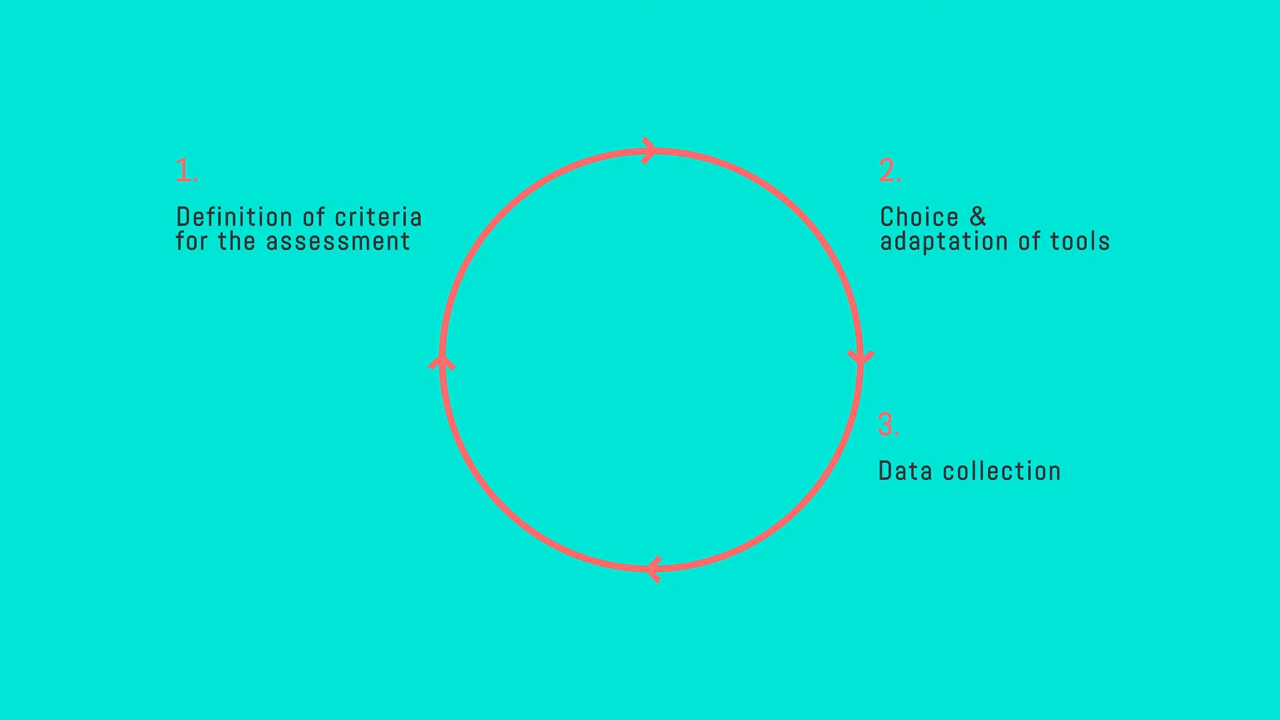 1.
Definition of criteria
for the assessment
2.
Choice &
adaptation of tools
3.
Data collection